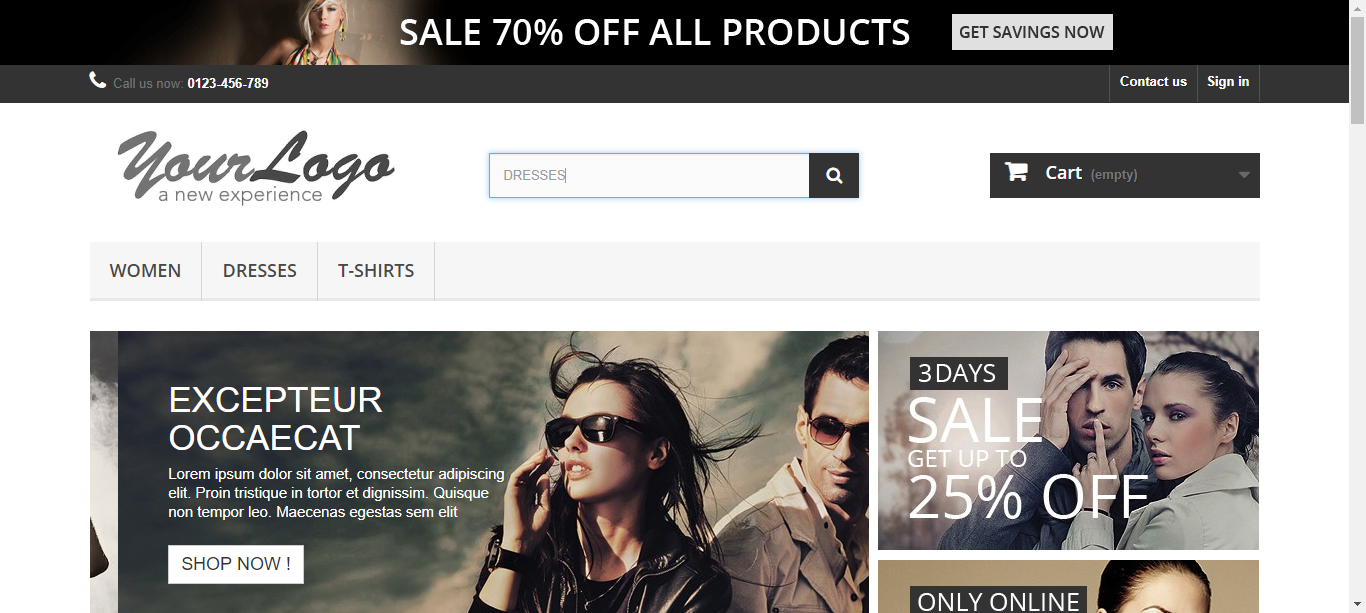 SALE 70% OFF ALL PRODUCTS
GET SAVINGS NOW
Call us now: 0123-456-789
Contact us
Sign in
YourLogo
a new experience
DRESSES
Cart (empty)
WOMEN
DRESSES
T-SHIRTS
EXCEPTEUR
OCCAECAT
Lorem ipsum dolor sit amet, consectetur adipiscing
elit. Proin tristique in tortor et dignissim. Quisque
non tempor leo. Maecenas egestas sem elit
SHOP NOW !
3 DAYS
SALE
GET UP TO
25% OFF
ONLY ONLINE